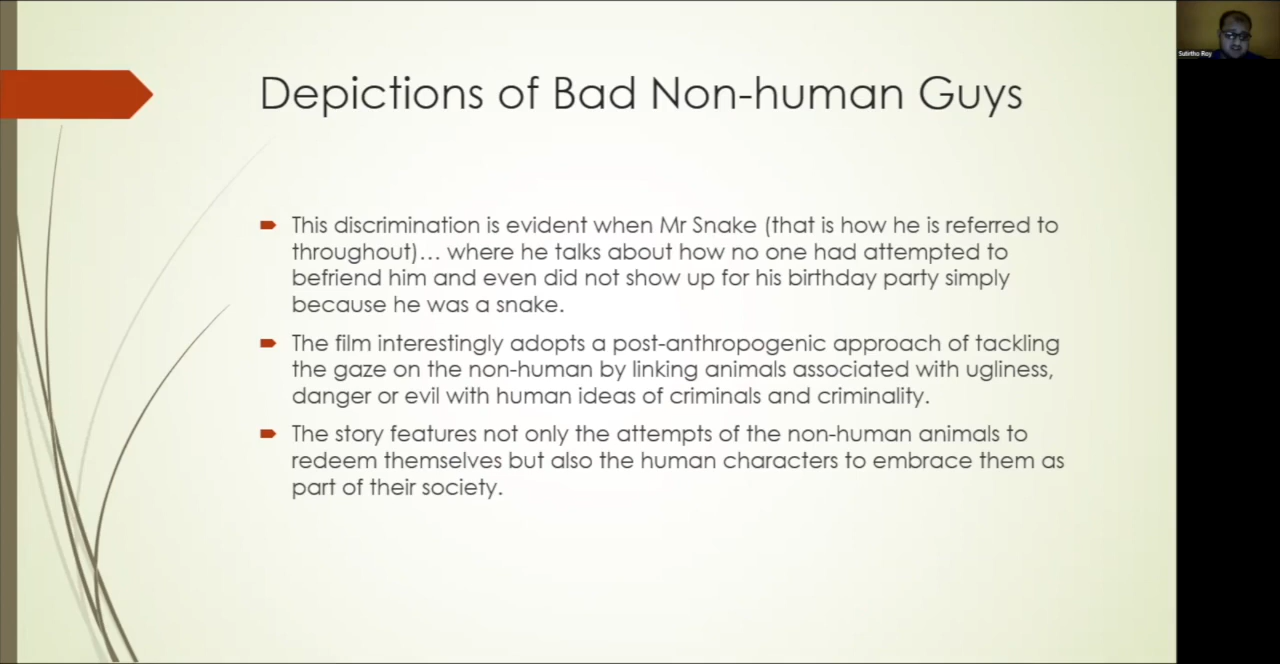 Depictions of Bad Non-human Guys
This discrimination is evident when Mr Snake (that is how he is referred to
throughout)... where he talks about how no one had attempted to
befriend him and even did not show up for his birthday party simply
because he was a snake.
The film interestingly adopts a post-anthropogenic approach of tackling
the gaze on the non-human by linking animals associated with ugliness,
danger or evil with human ideas of criminals and criminality.
The story features not only the attempts of the non-human animals to
redeem themselves but also the human characters to embrace them as
part of their society.
Sutirtho Roy